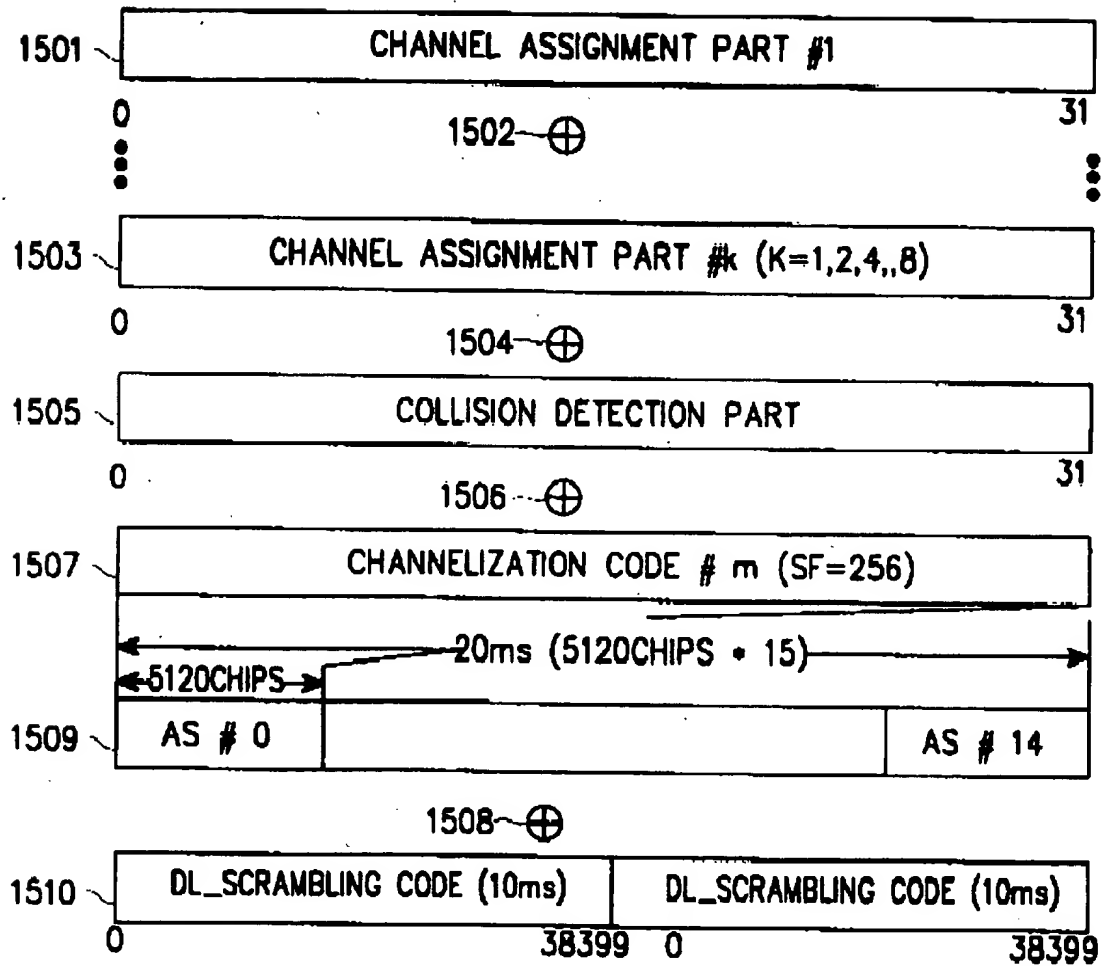 1501 CHANNEL ASSIGNMENT PART #1
0 31
1502 ⊕
1503 CHANNEL ASSIGNMENT PART #k (K=1,2,4,,8)
0 31
1504 ⊕
1505 COLLISION DETECTION PART
0 31
1506 ⊕
1507 CHANNELIZATION CODE # m (SF=256)
20ms (5120CHIPS * 15)
5120CHIPS
1509 AS # 0 AS # 14
1508 ⊕
1510 DL_SCRAMBLING CODE (10ms) DL_SCRAMBLING CODE (10ms)
0 38399 0 38399